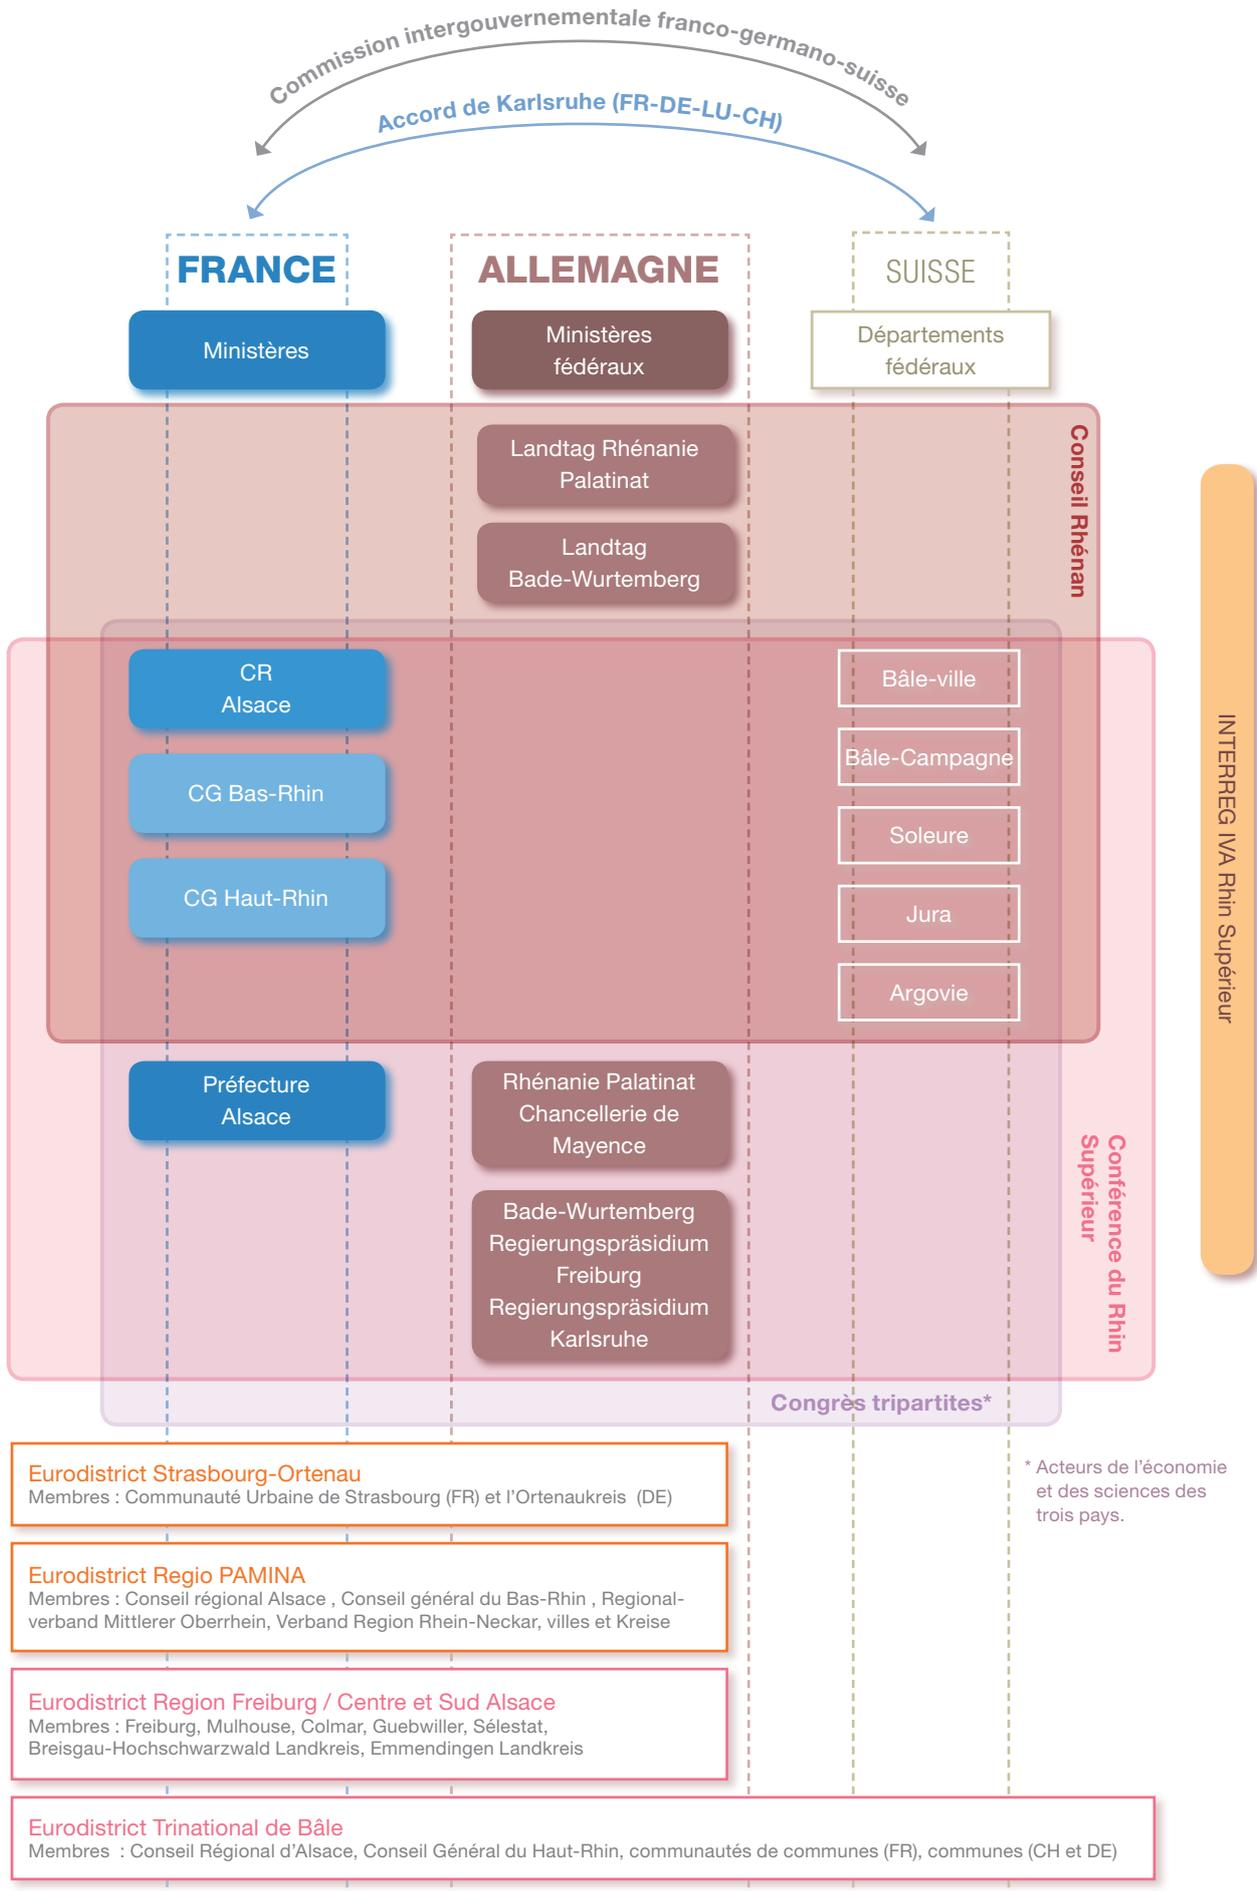 Commission intergouvernementale franco-germano-suisse
Accord de Karlsruhe (FR-DE-LU-CH)
FRANCE
ALLEMAGNE
SUISSE
Ministères
Ministères
fédéraux
Départements
fédéraux
Conseil Rhénan
Landtag Rhénanie
Palatinat
Landtag
Bade-Wurtemberg
CR
Alsace
CG Bas-Rhin
CG Haut-Rhin
Bâle-ville
Bâle-Campagne
Soleure
Jura
Argovie
INTERREG IVA Rhin Supérieur
Préfecture
Alsace
Rhénanie Palatinat
Chancellerie de
Mayence
Bade-Wurtemberg
Regierungspräsidium
Freiburg
Regierungspräsidium
Karlsruhe
Conférence du Rhin
Supérieur
Congrès tripartites*
* Acteurs de l'économie
et des sciences des
trois pays.
Eurodistrict Strasbourg-Ortenau
Membres : Communauté Urbaine de Strasbourg (FR) et l'Ortenaukreis (DE)
Eurodistrict Regio PAMINA
Membres : Conseil régional Alsace , Conseil général du Bas-Rhin , Regional-
verband Mittlerer Oberrhein, Verband Region Rhein-Neckar, villes et Kreise
Eurodistrict Region Freiburg / Centre et Sud Alsace
Membres : Freiburg, Mulhouse, Colmar, Guebwiller, Sélestat,
Breisgau-Hochschwarzwald Landkreis, Emmendingen Landkreis
Eurodistrict Trinational de Bâle
Membres : Conseil Régional d'Alsace, Conseil Général du Haut-Rhin, communautés de communes (FR), communes (CH et DE)